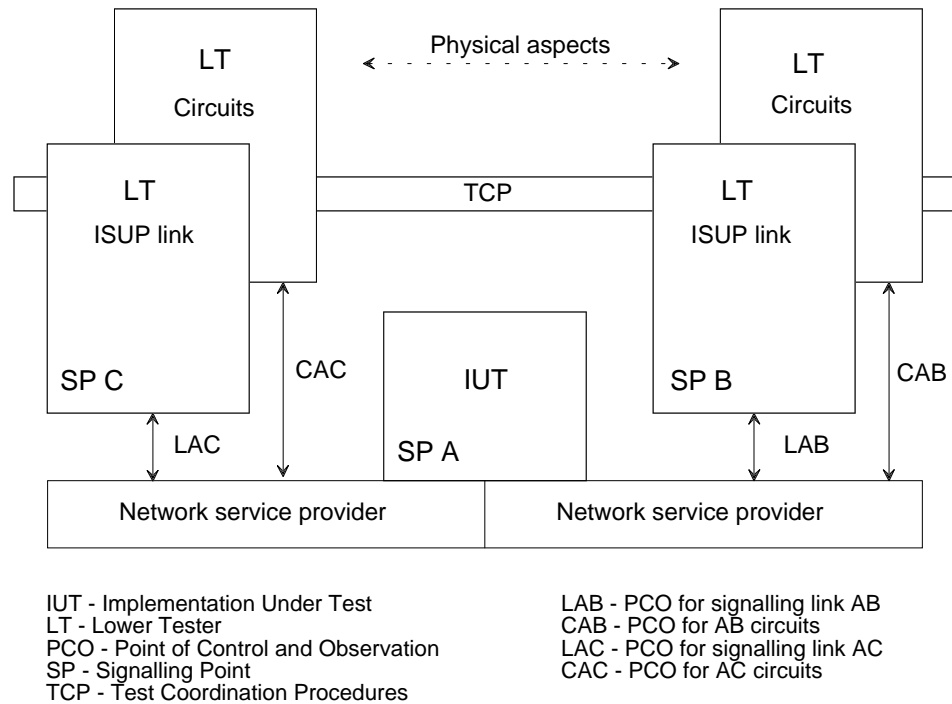 Physical aspects
LT
Circuits
LT
Circuits
TCP
LT
ISUP link
LT
ISUP link
SP C
CAC
IUT
SP B
CAB
LAC
SP A
LAB
Network service provider
Network service provider
IUT - Implementation Under Test
LT - Lower Tester
PCO - Point of Control and Observation
SP - Signalling Point
TCP - Test Coordination Procedures
LAB - PCO for signalling link AB
CAB - PCO for AB circuits
LAC - PCO for signalling link AC
CAC - PCO for AC circuits